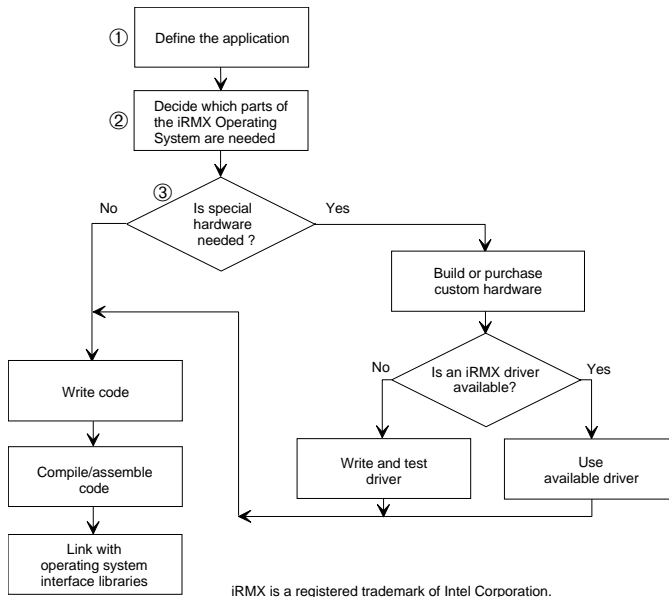 ①
Define the application
②
Decide which parts of
the iRMX Operating
System are needed
③
Is special
hardware
needed ?
No
Yes
Build or purchase
custom hardware
Is an iRMX driver
available?
No
Yes
Write code
Write and test
driver
Use
available driver
Compile/assemble
code
Link with
operating system
interface libraries
iRMX is a registered trademark of Intel Corporation.